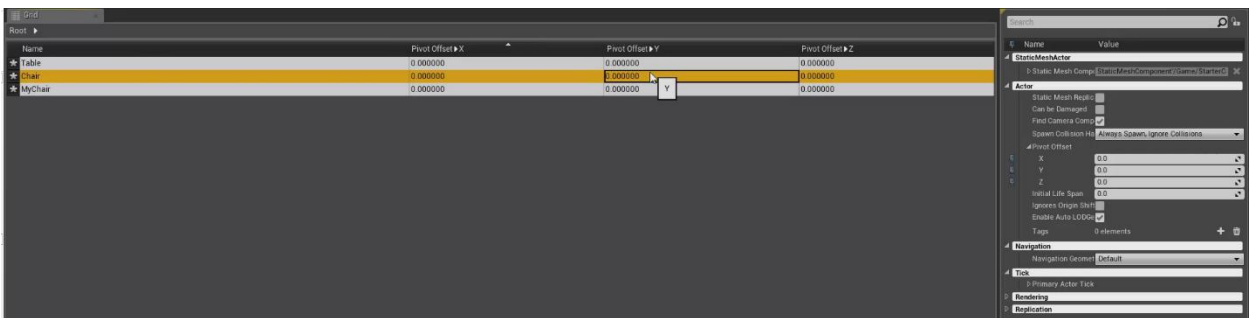 Grid
Root
Name Pivot Offset▶X Pivot Offset▶Y Pivot Offset▶Z
Table 0.000000 0.000000 0.000000
Chair 0.000000 0.000000 0.000000
Y
MyChair 0.000000 0.000000 0.000000
Search
Name Value
StaticMeshActor
Static Mesh Comp StaticMeshComponent'/Game/StarterC
Actor
Static Mesh Replic
Can be Damaged
Find Camera Comp
Spawn Collision Ha Always Spawn, Ignore Collisions
Pivot Offset
X 0.0
Y 0.0
Z 0.0
Initial Life Span 0.0
Ignores Origin Shift
Enable Auto LODGe
Tags 0 elements
Navigation
Navigation Geomet Default
Tick
Primary Actor Tick
Rendering
Replication